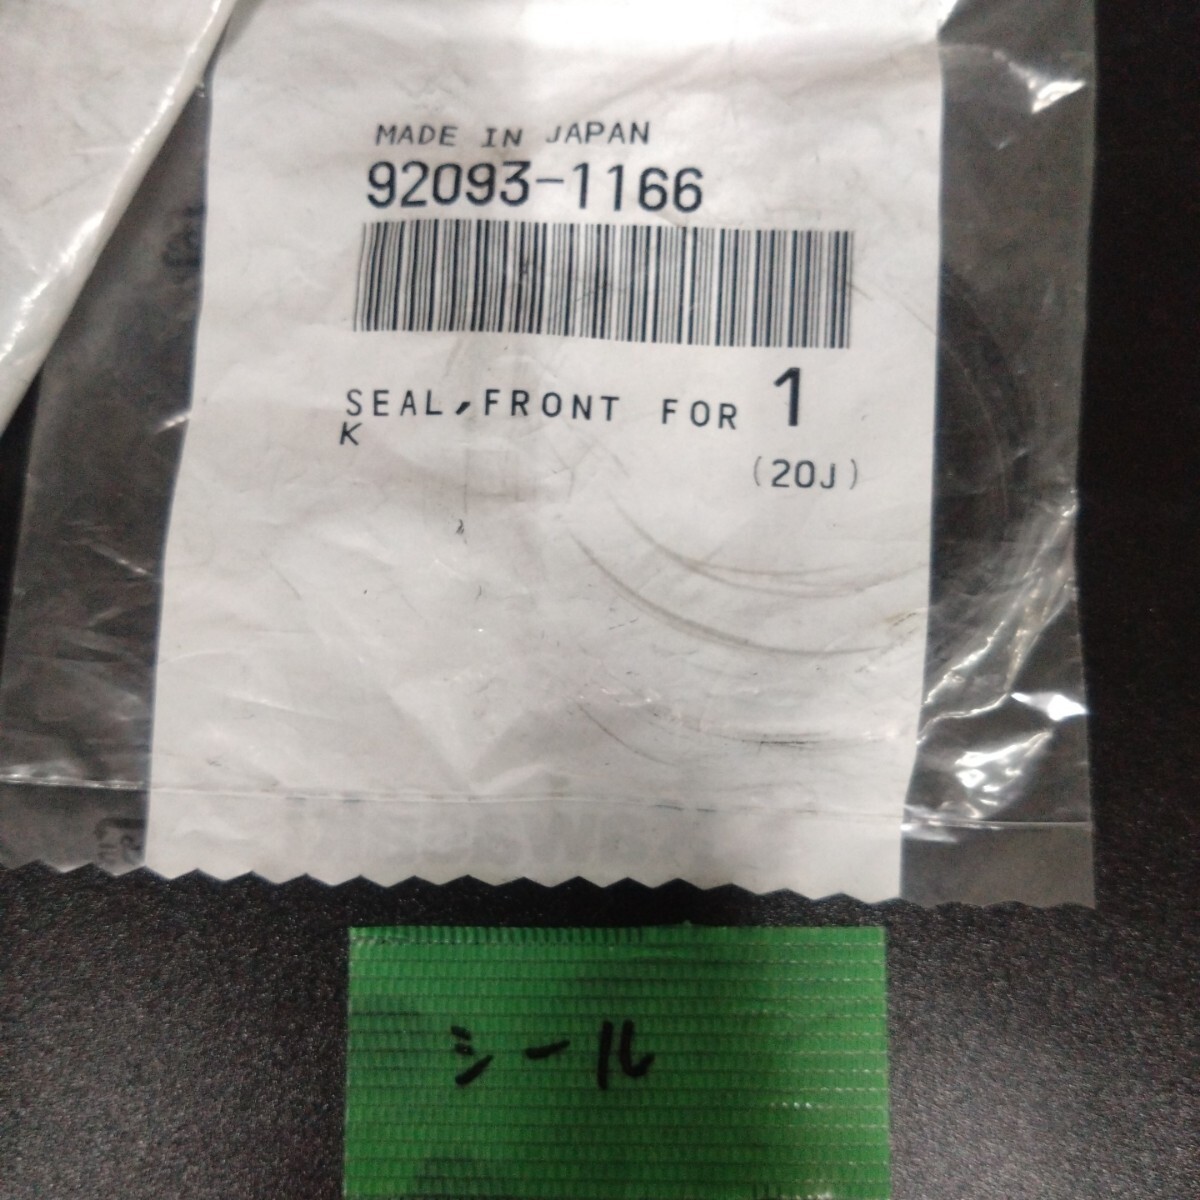 MADE IN JAPAN
92093-1166
SEAL,FRONT FOR 1
K
(20J)
シール